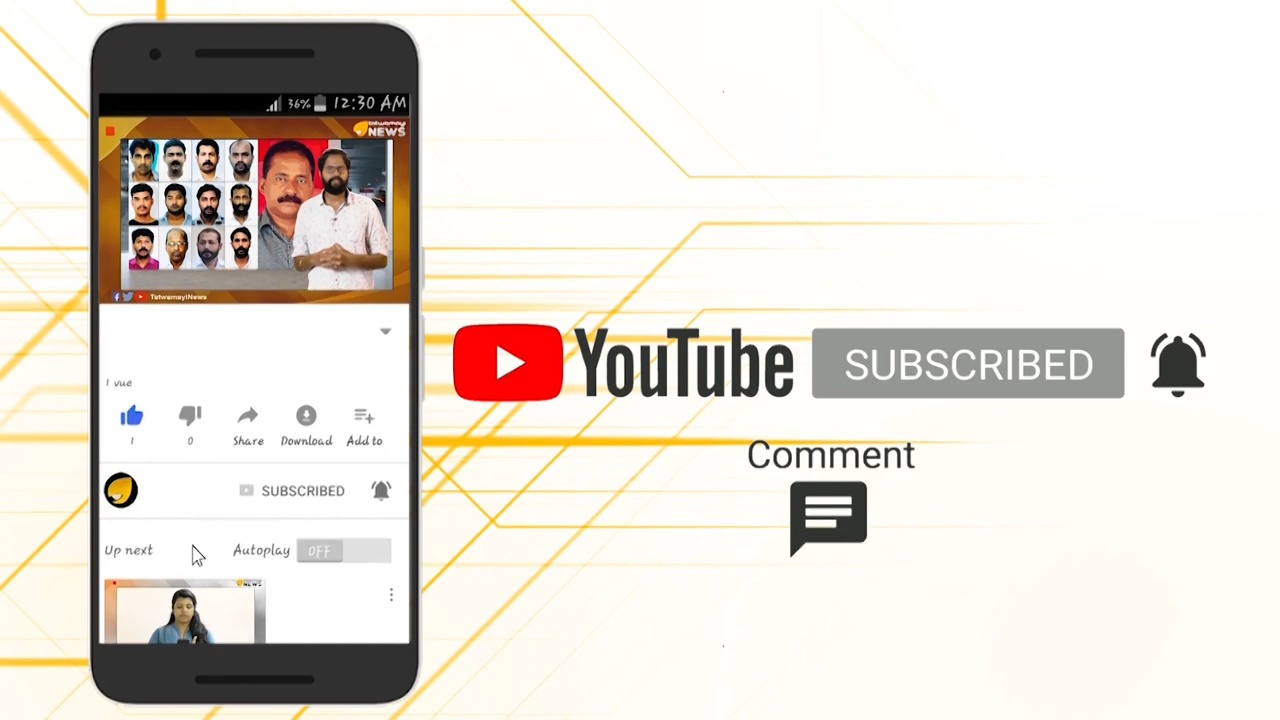 36% 12:30 AM
tatwamayi
NEWS
TatwamayiNews
1 vue
1
0
Share
Download
Add to
SUBSCRIBED
Up next
Autoplay
OFF
NEWS
YouTube
SUBSCRIBED
Comment